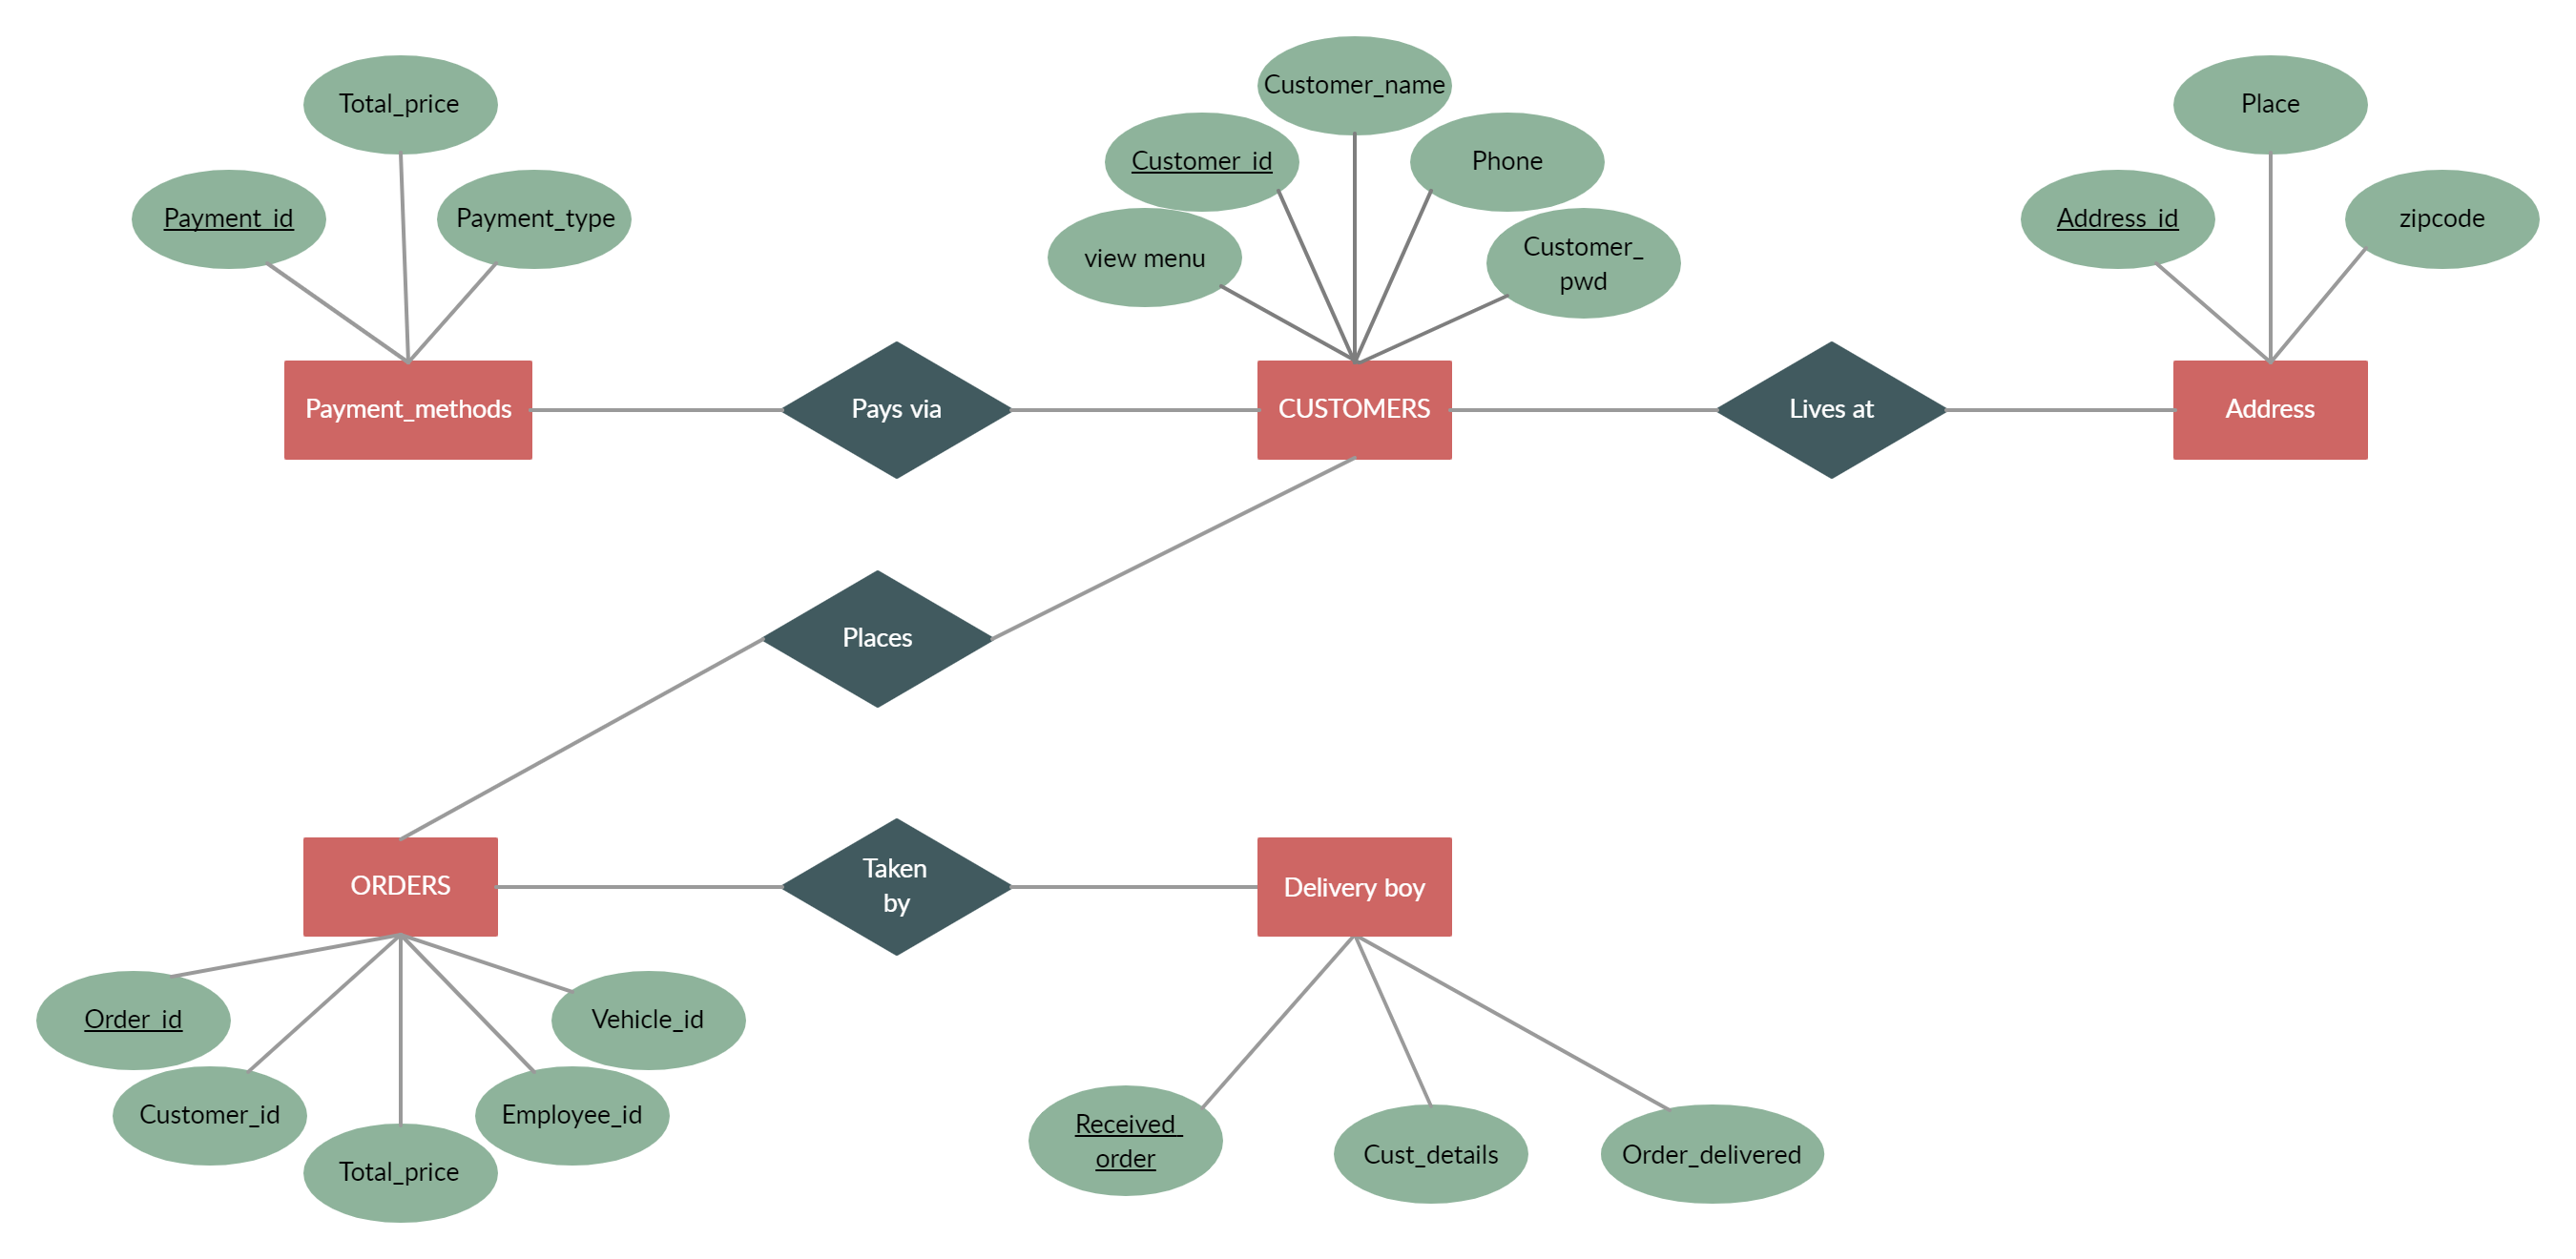 Total_price
Payment_id
Payment_type
Payment_methods
Pays via
Customer_name
Customer_id
Phone
view menu
Customer_
pwd
CUSTOMERS
Lives at
Place
Address_id
zipcode
Address
Places
ORDERS
Taken
by
Delivery boy
Order_id
Vehicle_id
Customer_id
Employee_id
Total_price
Received_
order
Cust_details
Order_delivered